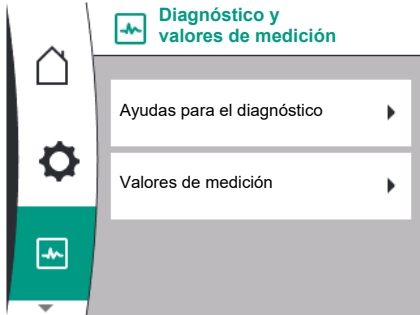 Diagnóstico y
valores de medición
Ayudas para el diagnóstico
Valores de medición